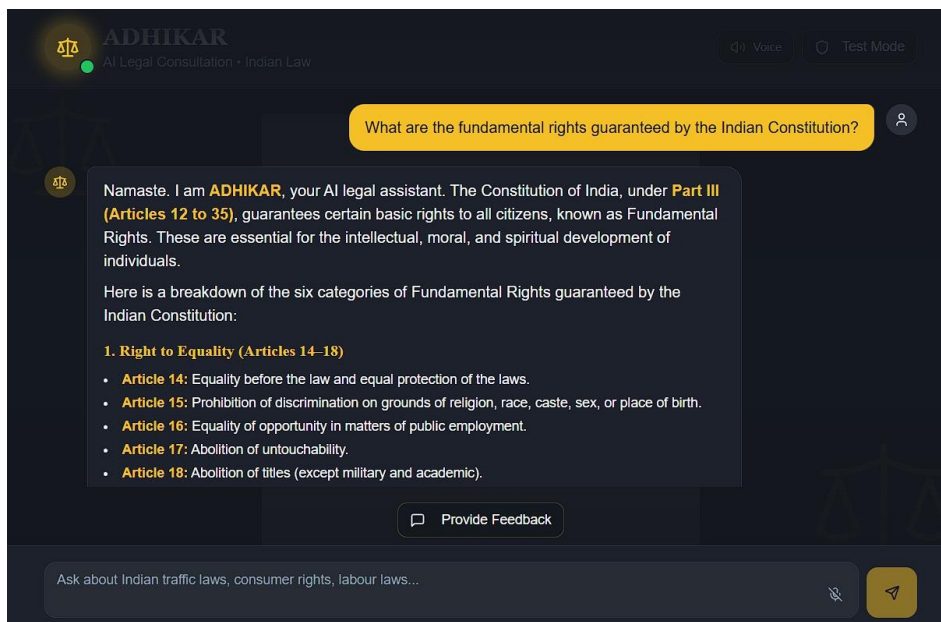 ADHIKAR
AI Legal Consultation • Indian Law
Voice
Test Mode
What are the fundamental rights guaranteed by the Indian Constitution?
Namaste. I am ADHIKAR, your AI legal assistant. The Constitution of India, under Part III
(Articles 12 to 35), guarantees certain basic rights to all citizens, known as Fundamental
Rights. These are essential for the intellectual, moral, and spiritual development of
individuals.
Here is a breakdown of the six categories of Fundamental Rights guaranteed by the
Indian Constitution:
1. Right to Equality (Articles 14–18)
• Article 14: Equality before the law and equal protection of the laws.
• Article 15: Prohibition of discrimination on grounds of religion, race, caste, sex, or place of birth.
• Article 16: Equality of opportunity in matters of public employment.
• Article 17: Abolition of untouchability.
• Article 18: Abolition of titles (except military and academic).
Provide Feedback
Ask about Indian traffic laws, consumer rights, labour laws...